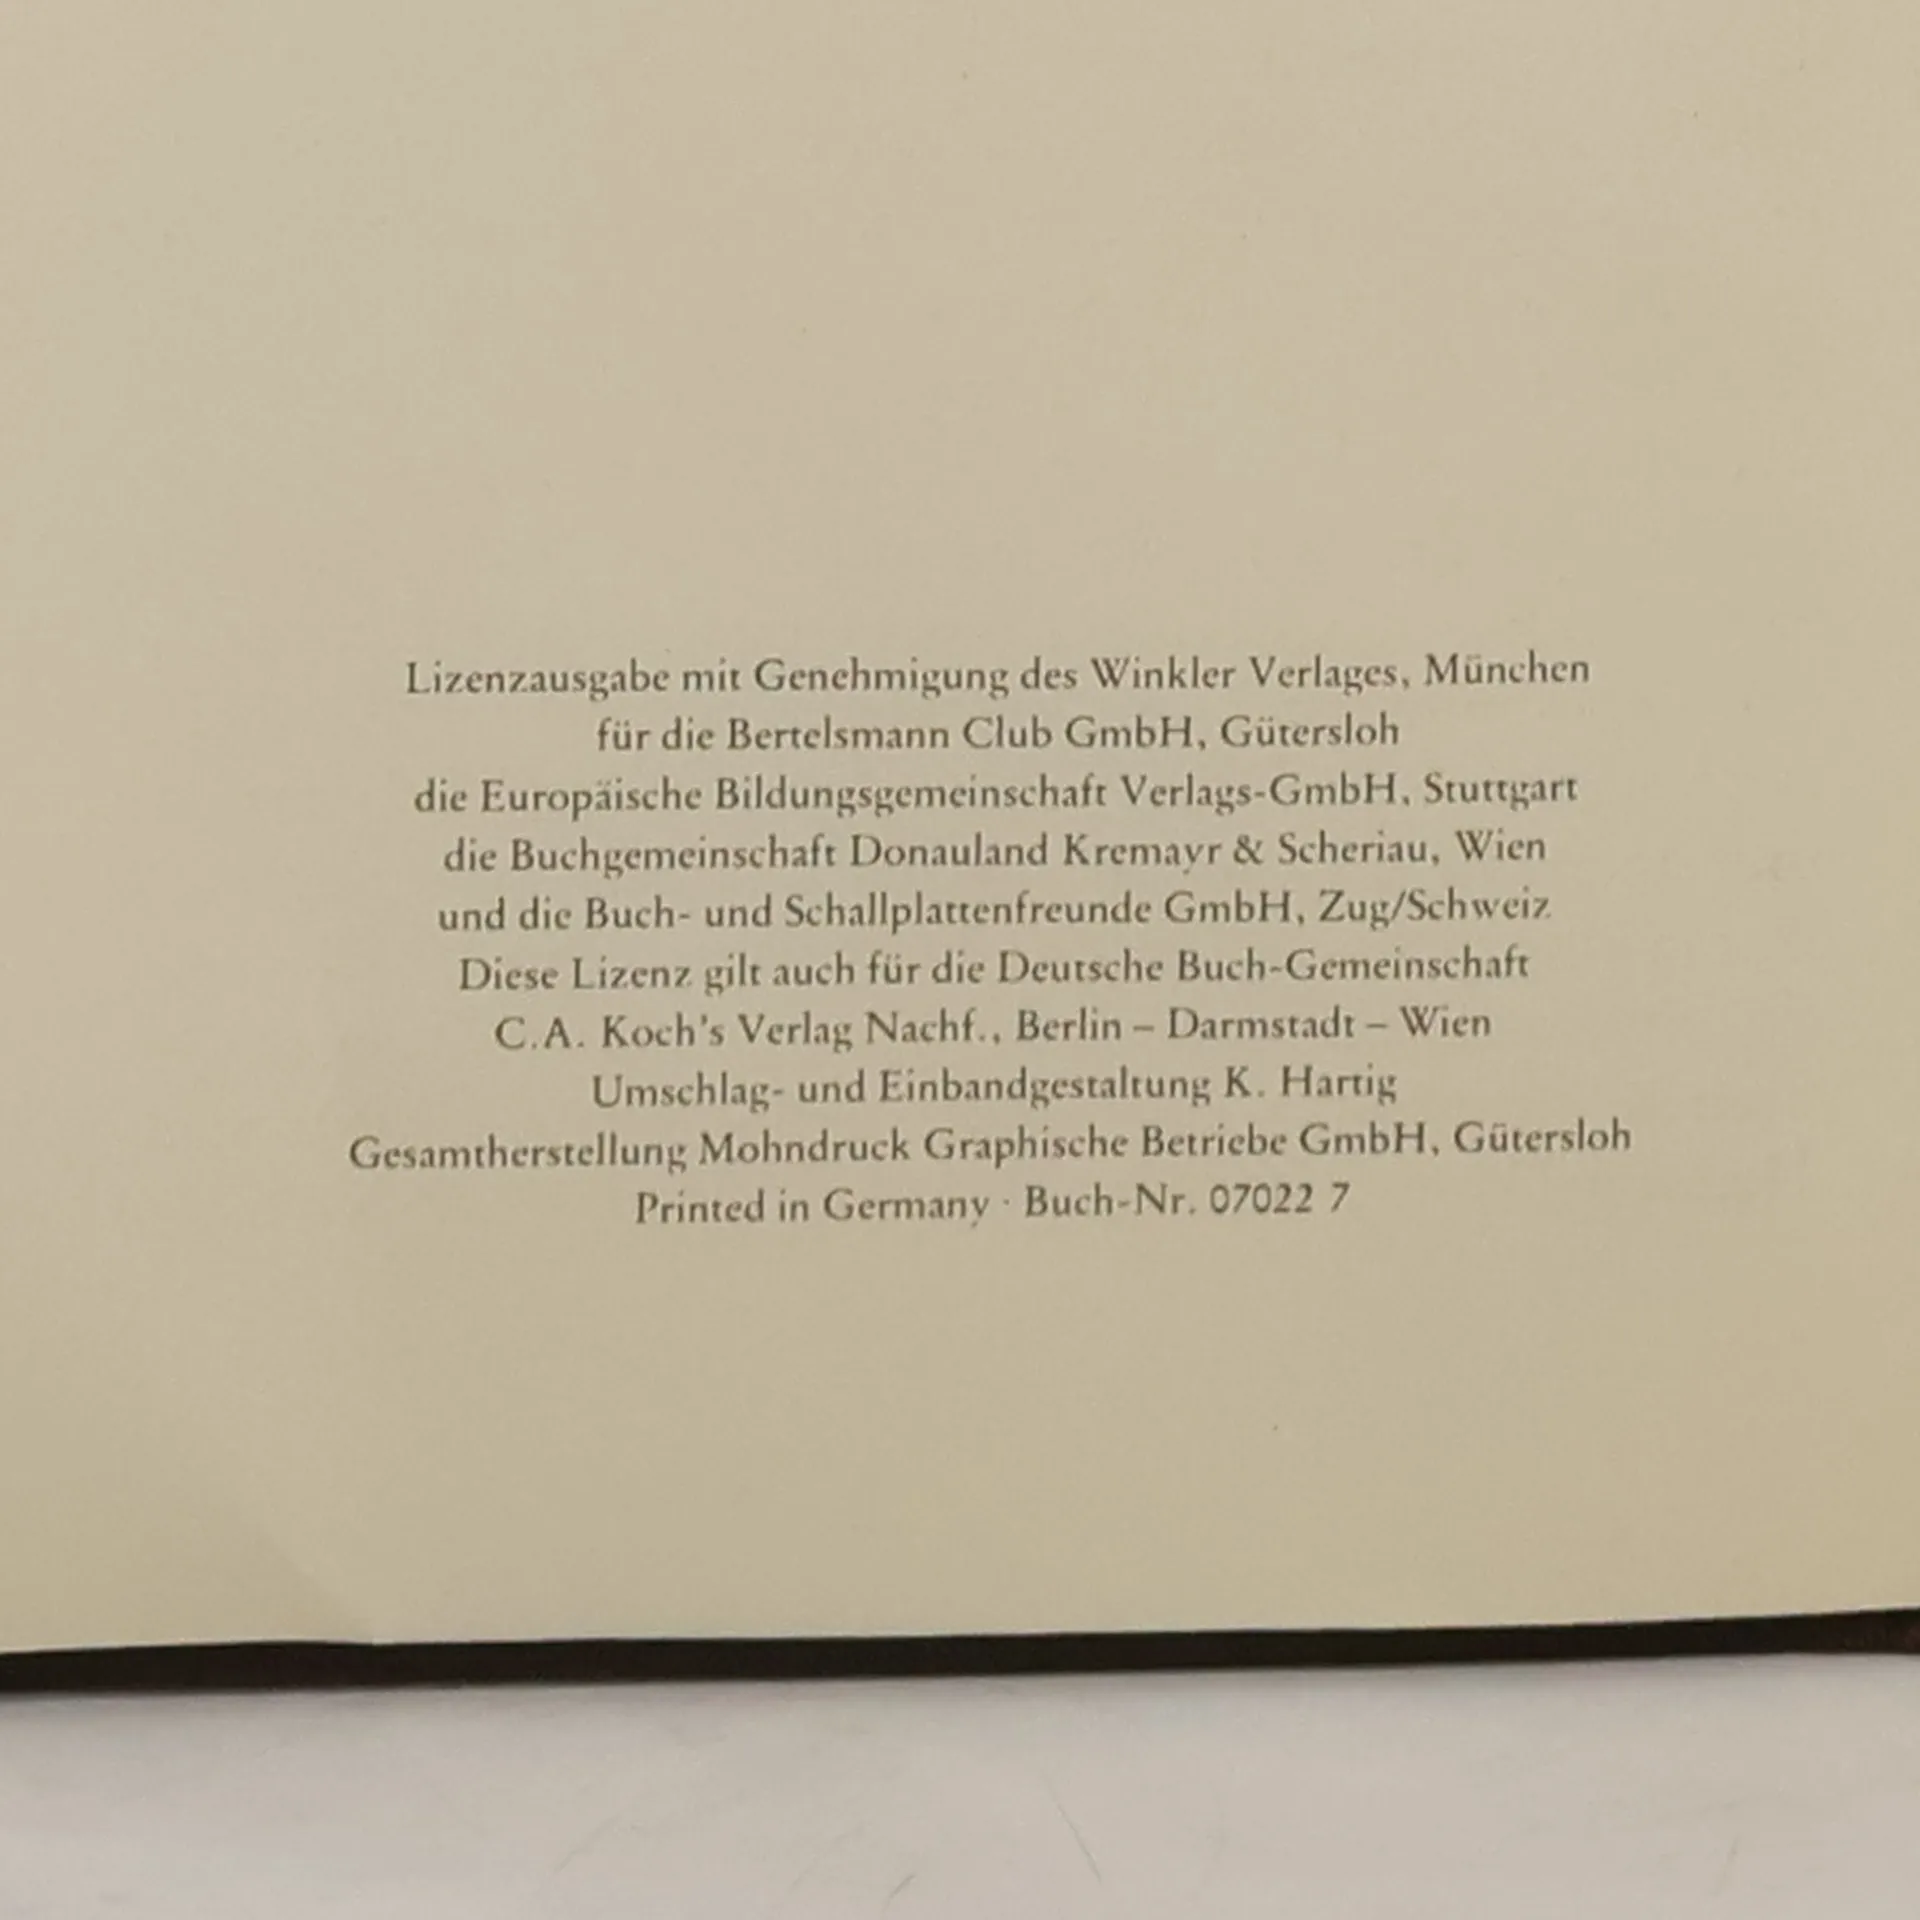 Lizenzausgabe mit Genehmigung des Winkler Verlages, München
für die Bertelsmann Club GmbH, Gütersloh
die Europäische Bildungsgemeinschaft Verlags-GmbH, Stuttgart
die Buchgemeinschaft Donauland Kremayr & Scheriau, Wien
und die Buch- und Schallplattenfreunde GmbH, Zug/Schweiz
Diese Lizenz gilt auch für die Deutsche Buch-Gemeinschaft
C.A. Koch's Verlag Nachf., Berlin – Darmstadt – Wien
Umschlag- und Einbandgestaltung K. Hartig
Gesamtherstellung Mohndruck Graphische Betriebe GmbH, Gütersloh
Printed in Germany · Buch-Nr. 07022 7